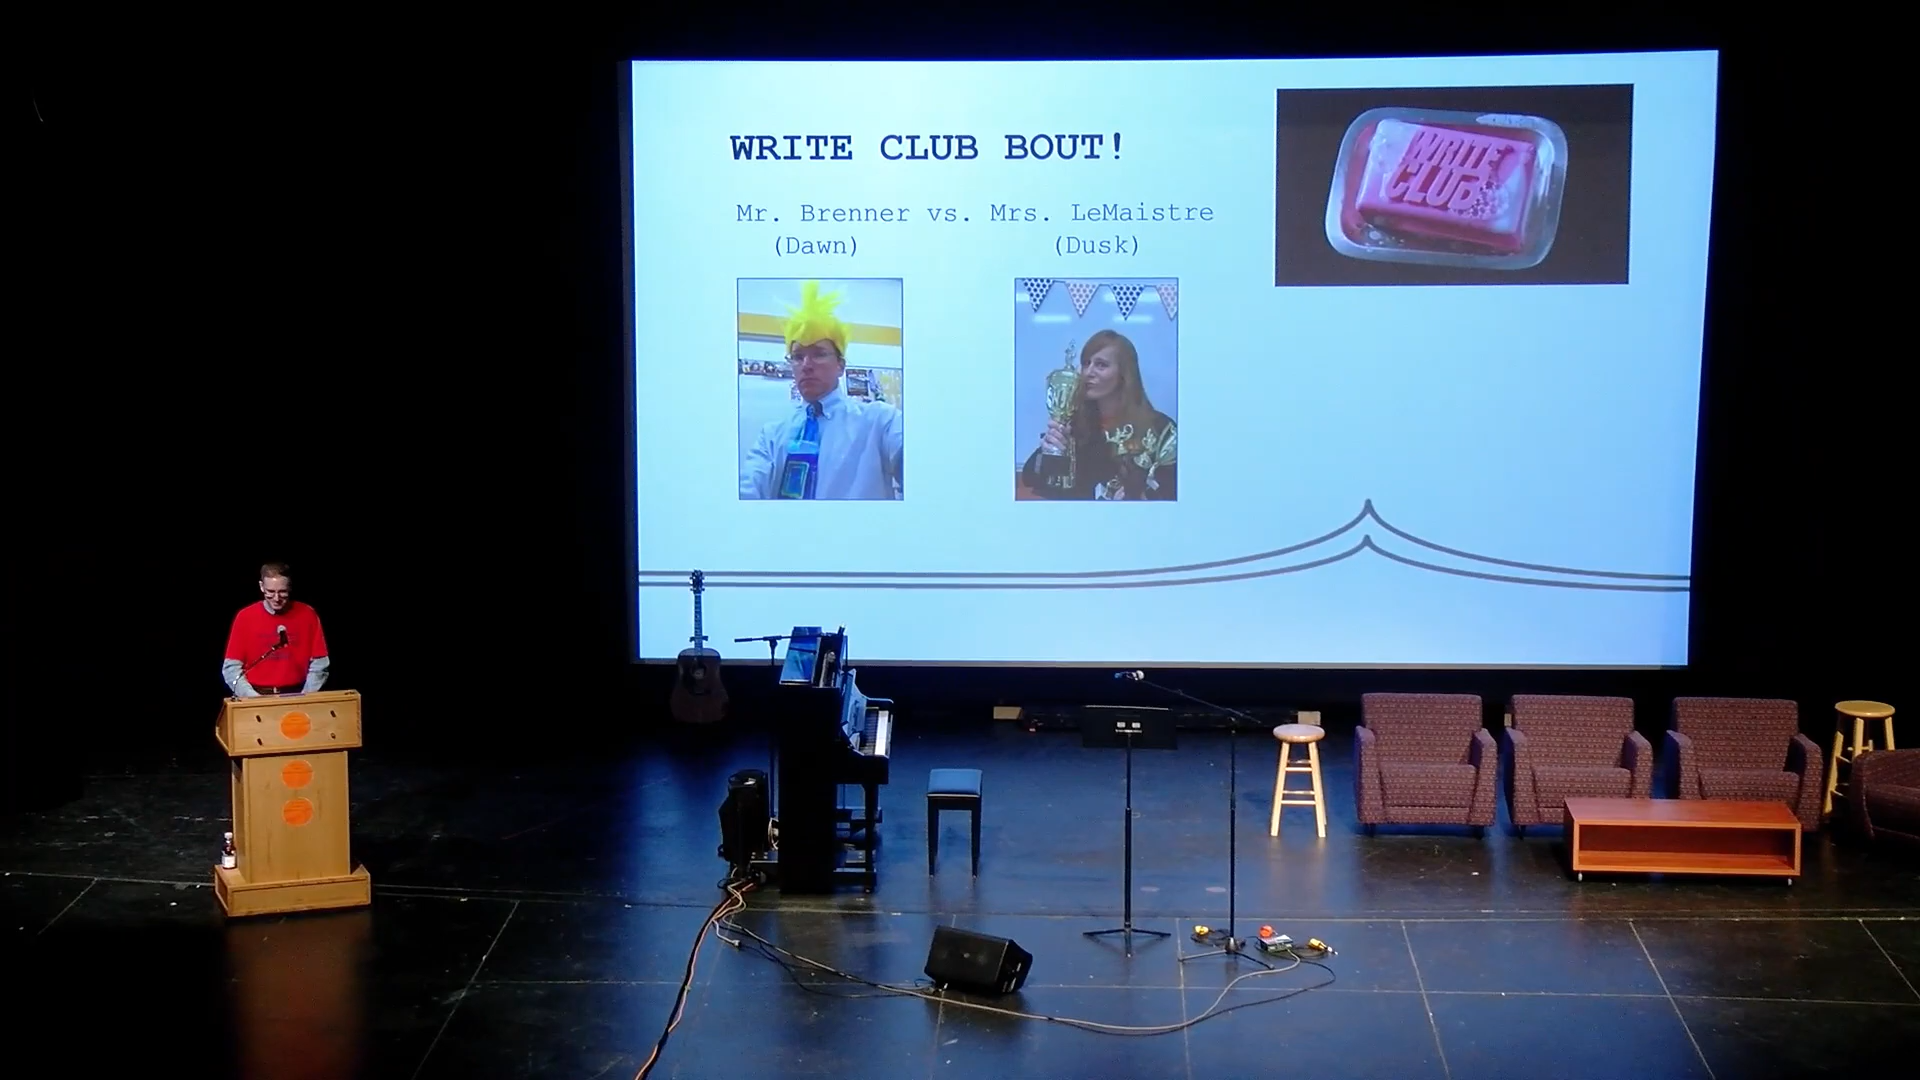 WRITE CLUB BOUT!
Mr. Brenner vs. Mrs. LeMaistre
(Dawn) (Dusk)
WRITE
CLUB